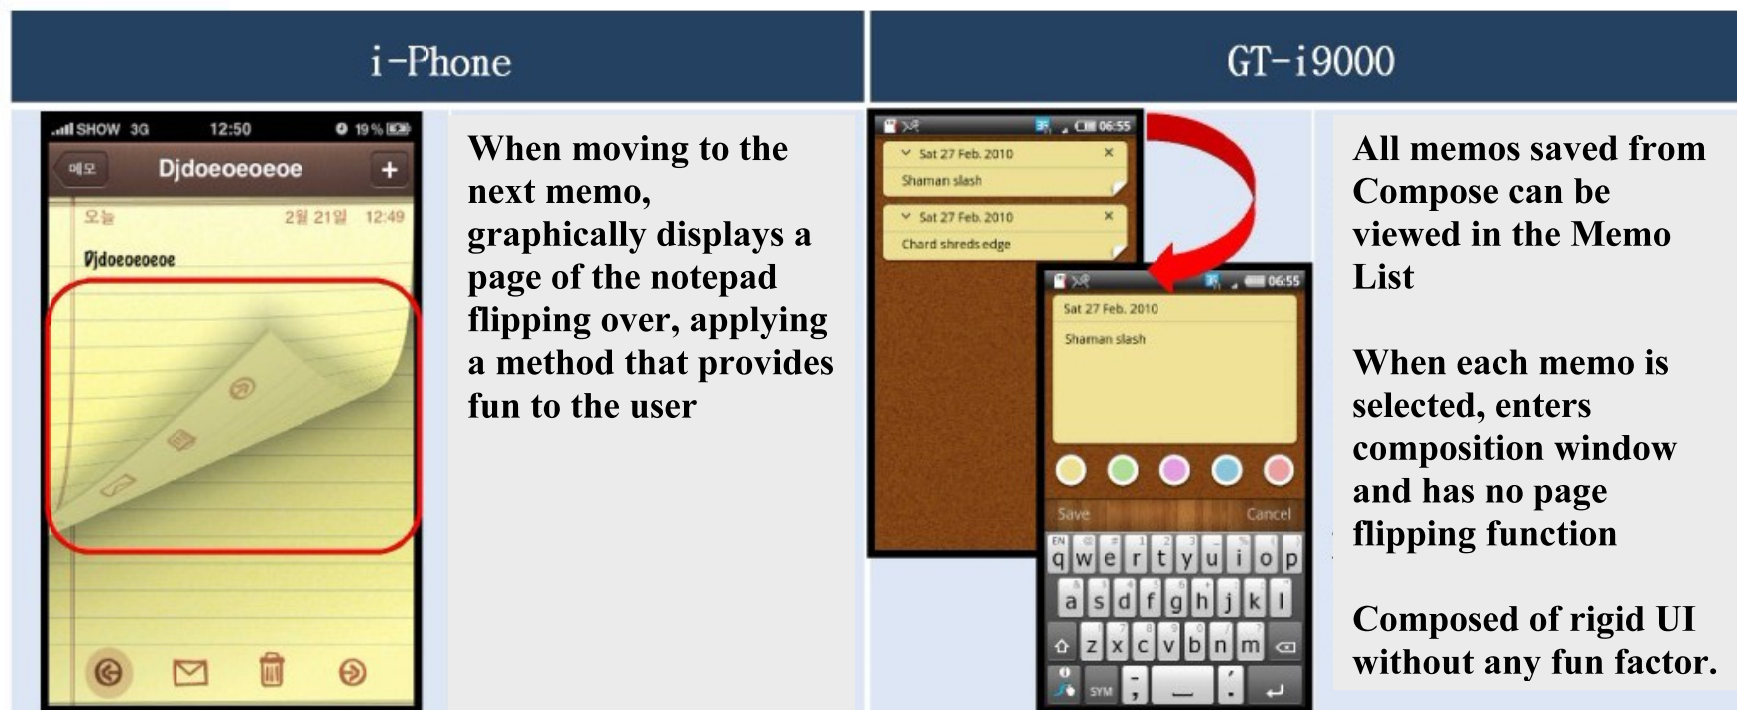 i-Phone
GT-i9000
SHOW 3G 12:50 19%
메모 Djdoeoeoeoe +
오늘 2월 21일 12:49
Djdoeoeoeoe
When moving to the
next memo,
graphically displays a
page of the notepad
flipping over, applying
a method that provides
fun to the user
06:55
Sat 27 Feb. 2010
Shaman slash
Sat 27 Feb. 2010
Chard shreds edge
06:55
Sat 27 Feb. 2010
Shaman slash
Save Cancel
EN
q w e r t y u i o p
a s d f g h j k l
z x c v b n m
SYM
All memos saved from
Compose can be
viewed in the Memo
List
When each memo is
selected, enters
composition window
and has no page
flipping function
Composed of rigid UI
without any fun factor.